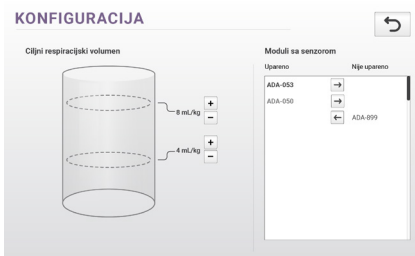 KONFIGURACIJA
Ciljni respiracijski volumen
8 mL/kg
+
−
4 mL/kg
+
−
Moduli sa senzorom
Upareno Nije upareno
ADA-053 →
ADA-050 →
← ADA-899